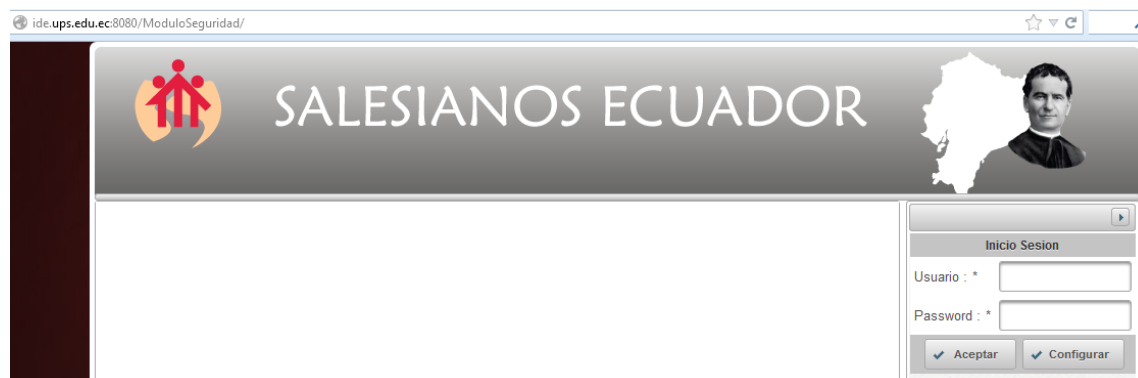 ide.ups.edu.ec:8080/ModuloSeguridad/
SALESIANOS ECUADOR
Inicio Sesion
Usuario : *
Password : *
Aceptar Configurar